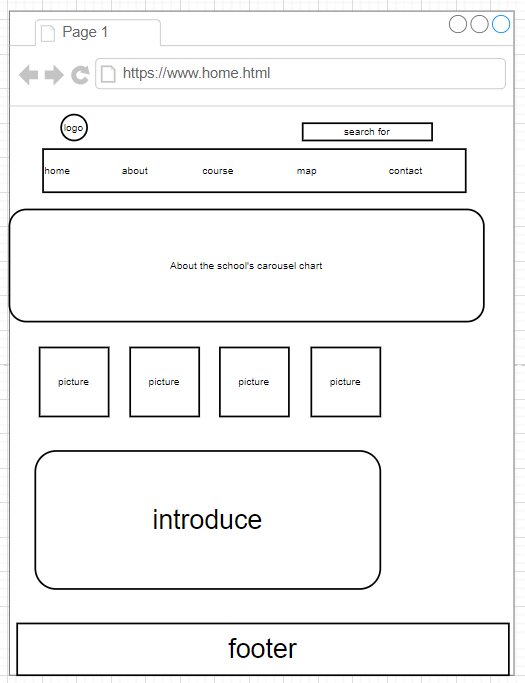 Page 1
https://www.home.html
logo
search for
home about course map contact
About the school's carousel chart
picture picture picture picture
introduce
footer